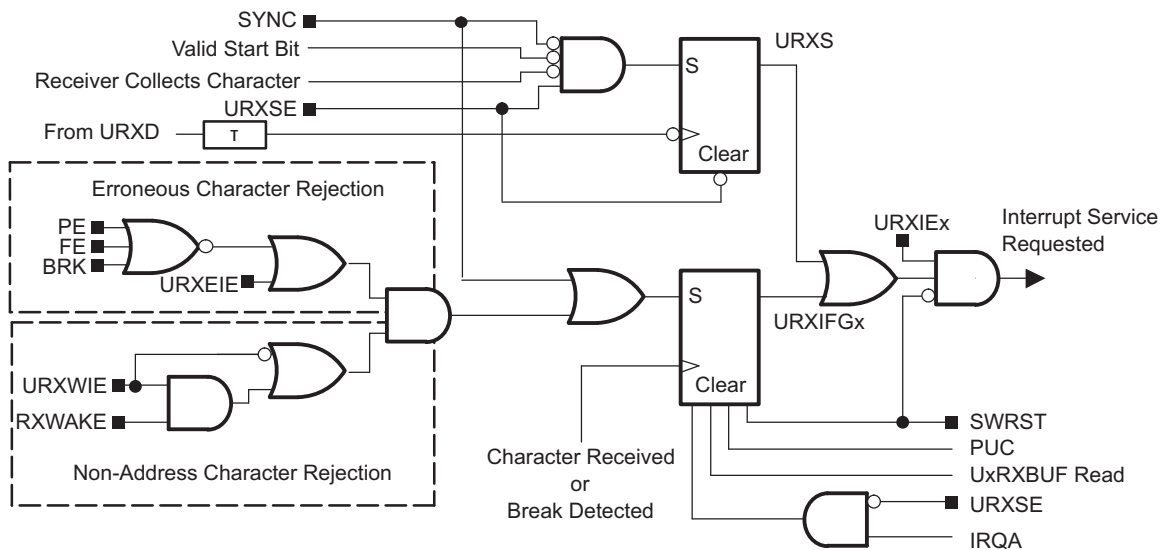 SYNC
Valid Start Bit
Receiver Collects Character
URXSE
From URXD
T
S
URXS
Clear
Erroneous Character Rejection
PE
FE
BRK
URXEIE
URXIEx
Interrupt Service
Requested
S
URXIFGx
Clear
URXWIE
RXWAKE
Non-Address Character Rejection
Character Received
or
Break Detected
SWRST
PUC
UxRXBUF Read
URXSE
IRQA